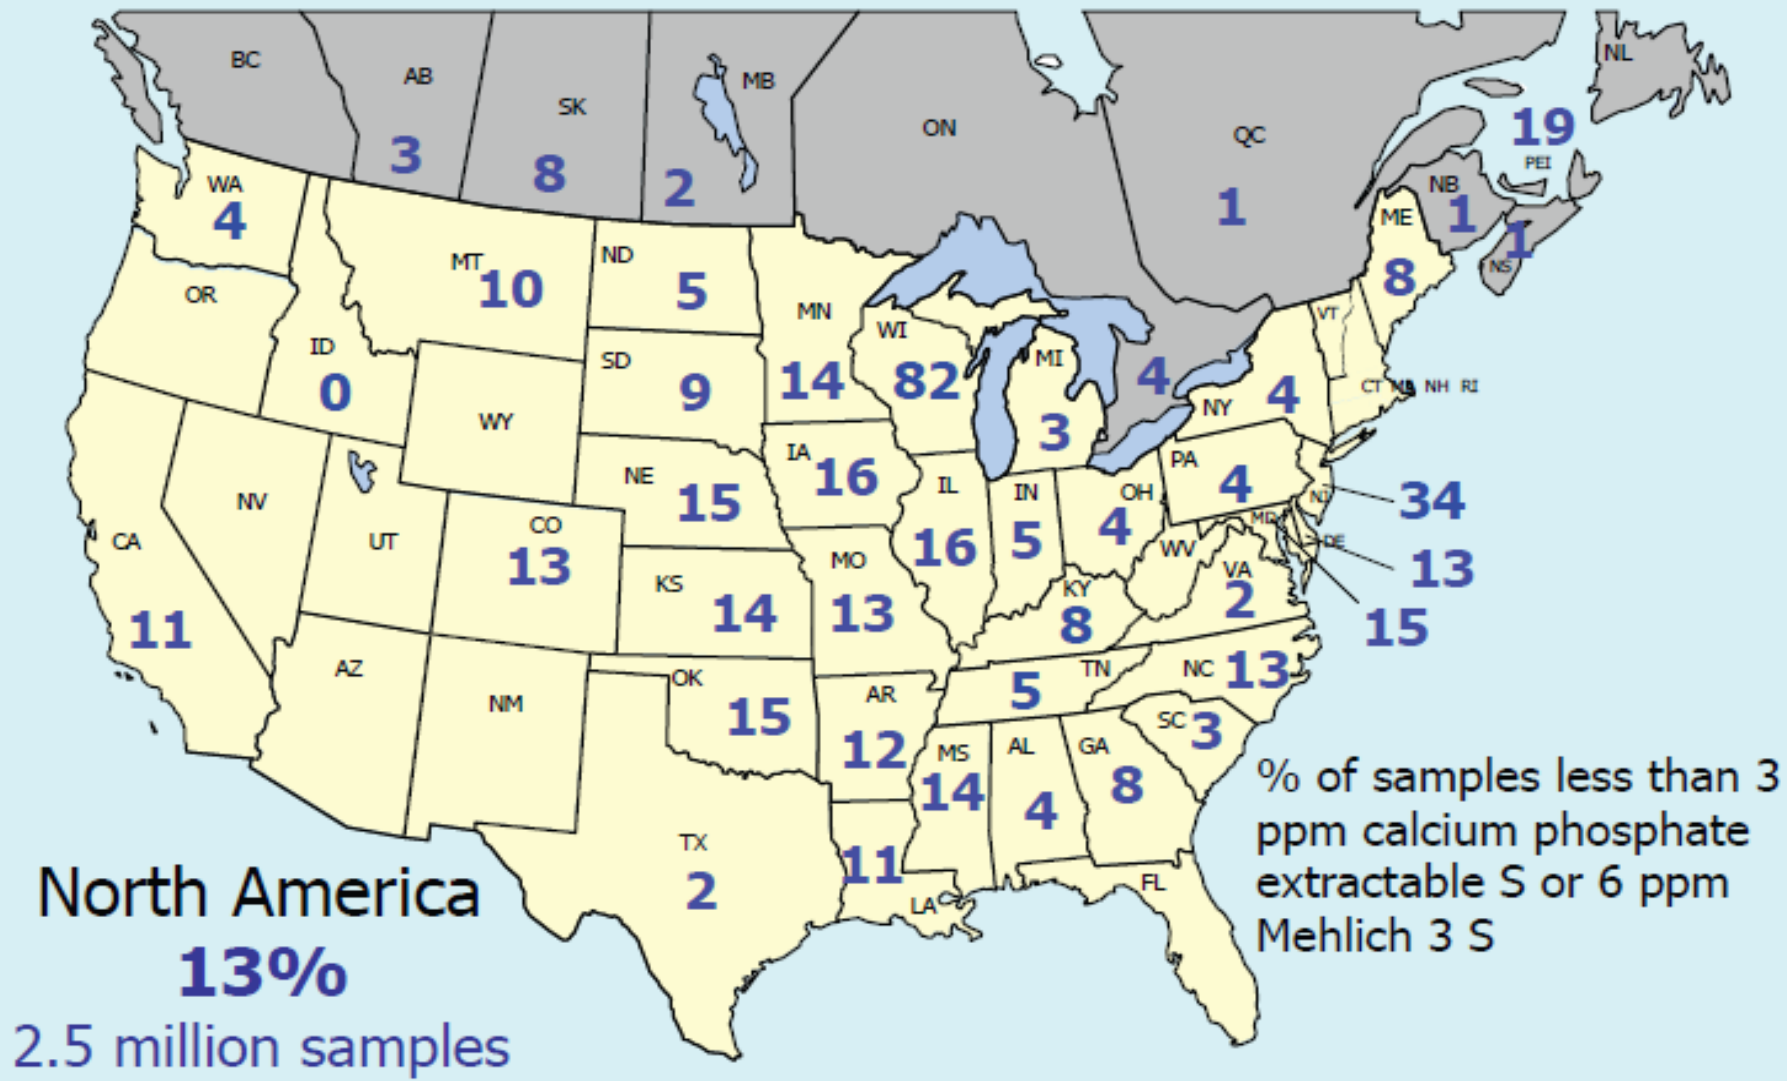 BC
AB
SK
MB
ON
QC
NL
3
8
2
1
19
PEI
NB
1
1
NS
WA
4
MT
10
ND
5
ME
8
OR
ID
0
SD
9
MN
14
WI
82
MI
3
4
VT
NY
4
CT MA NH RI
WY
NE
15
IA
16
IL
16
IN
5
OH
4
PA
4
NJ
34
MD
DE
13
15
CA
11
NV
UT
CO
13
KS
14
MO
13
KY
8
WV
VA
2
AZ
NM
OK
15
AR
12
TN
5
NC 13
SC 3
MS
14
AL
4
GA
8
TX
2
11
LA
FL
North America
13%
2.5 million samples
% of samples less than 3
ppm calcium phosphate
extractable S or 6 ppm
Mehlich 3 S